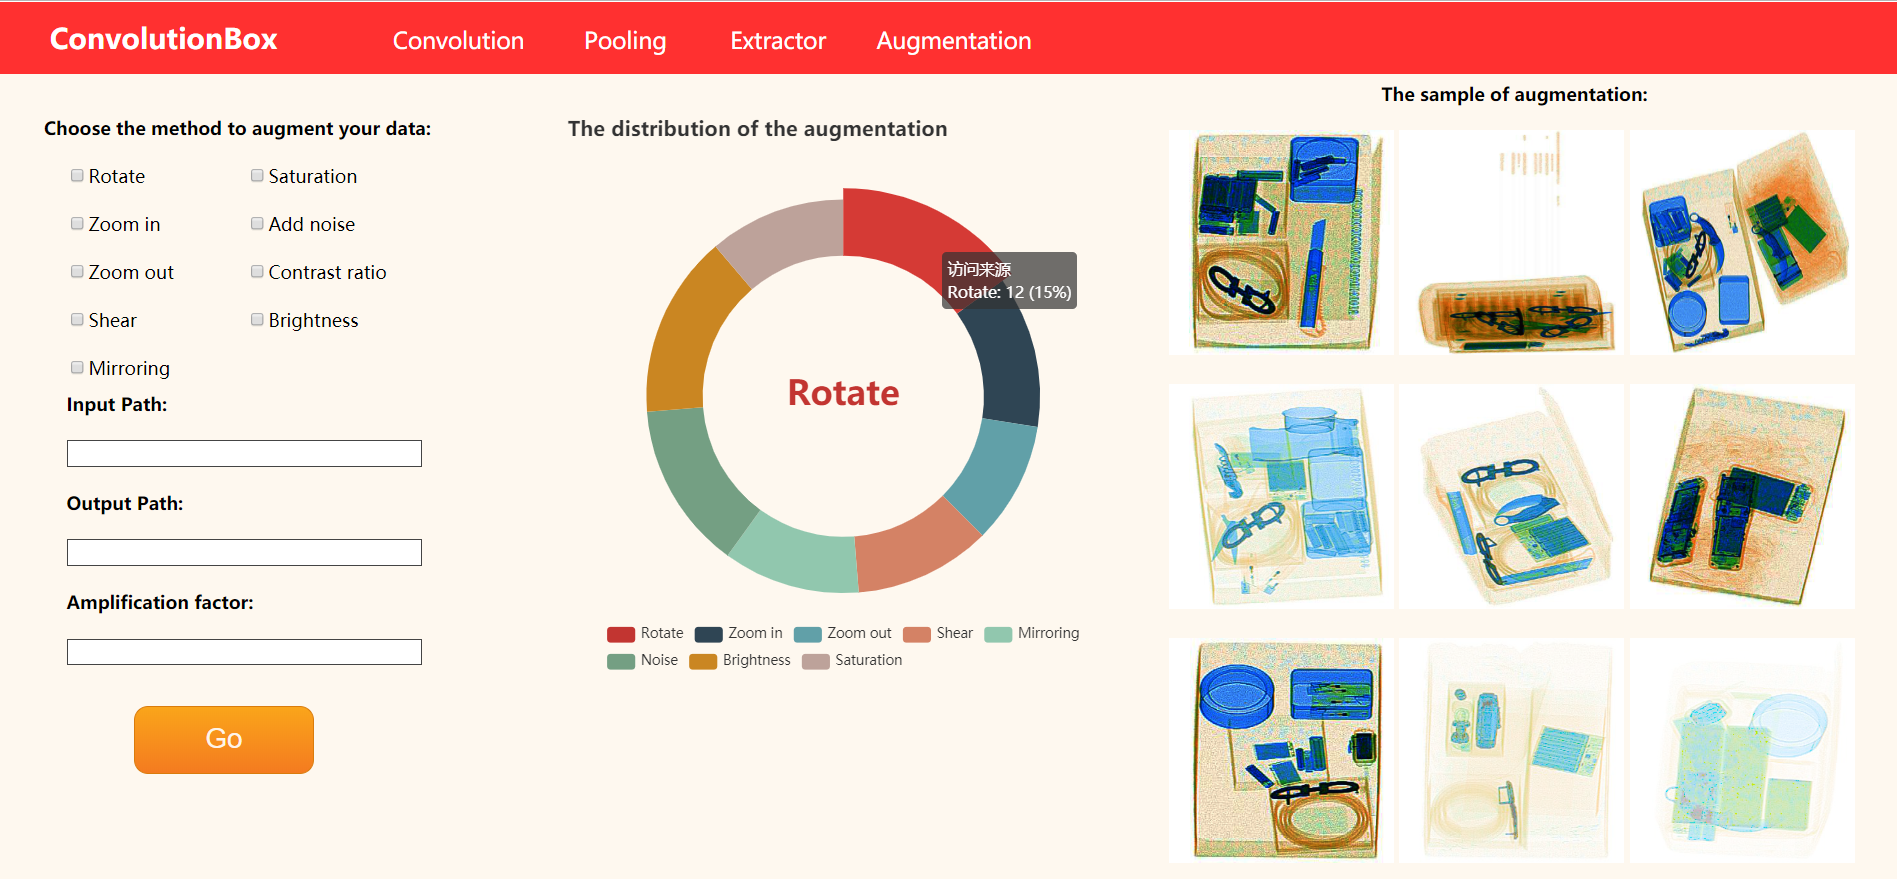 ConvolutionBox
Convolution
Pooling
Extractor
Augmentation
Choose the method to augment your data:
Rotate
Saturation
Zoom in
Add noise
Zoom out
Contrast ratio
Shear
Brightness
Mirroring
Input Path:
Output Path:
Amplification factor:
Go
The distribution of the augmentation
访问来源
Rotate: 12 (15%)
Rotate
Rotate
Zoom in
Zoom out
Shear
Mirroring
Noise
Brightness
Saturation
The sample of augmentation: